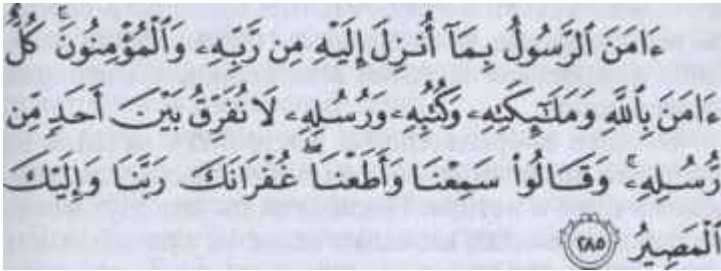 ءَامَنَ ٱلرَّسُولُ بِمَآ أُنزِلَ إِلَيْهِ مِن رَّبِّهِۦ وَٱلْمُؤْمِنُونَ ۚ كُلٌّ
ءَامَنَ بِٱللَّهِ وَمَلَـٰٓئِكَتِهِۦ وَكُتُبِهِۦ وَرُسُلِهِۦ لَا نُفَرِّقُ بَيْنَ أَحَدٍ مِّن
رُّسُلِهِۦ ۚ وَقَالُوا۟ سَمِعْنَا وَأَطَعْنَا ۖ غُفْرَانَكَ رَبَّنَا وَإِلَيْكَ
ٱلْمَصِيرُ ٢٨٥